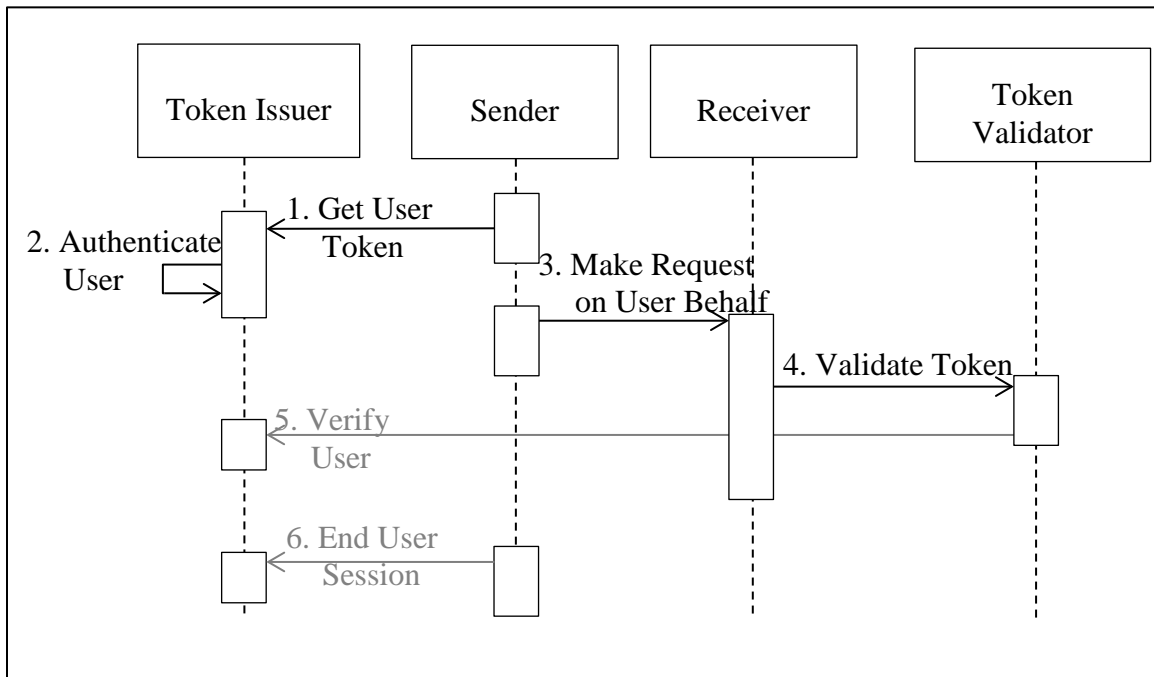 Token Issuer
Sender
Receiver
Token
Validator
1. Get User
Token
2. Authenticate
User
3. Make Request
on User Behalf
4. Validate Token
5. Verify
User
6. End User
Session